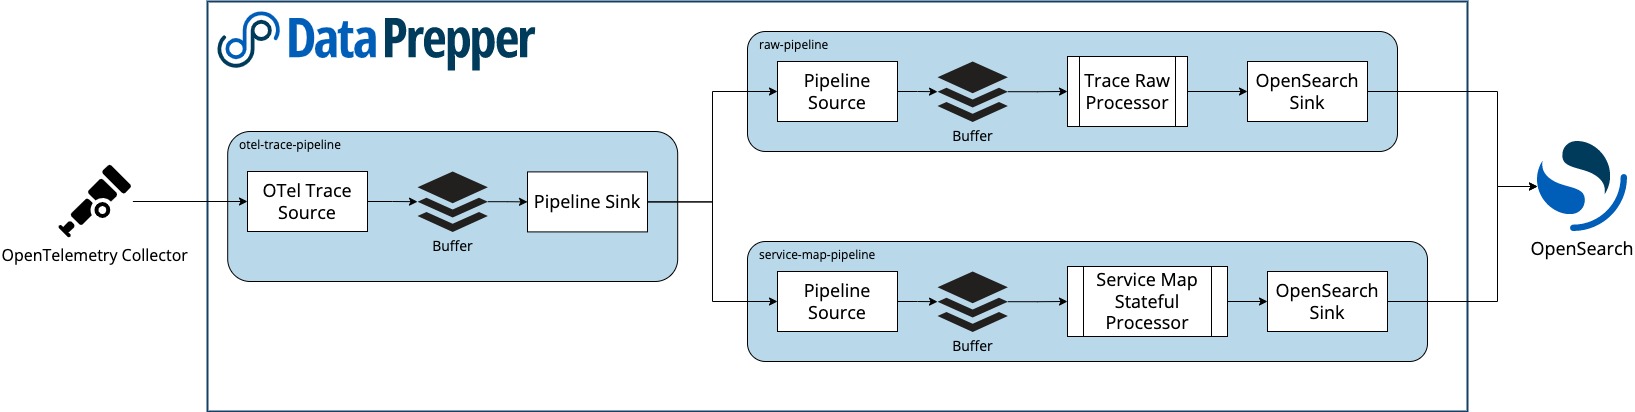 Data Prepper
raw-pipeline
Pipeline
Source
Buffer
Trace Raw
Processor
OpenSearch
Sink
otel-trace-pipeline
OTel Trace
Source
Buffer
Pipeline Sink
OpenTelemetry Collector
OpenSearch
service-map-pipeline
Pipeline
Source
Buffer
Service Map
Stateful
Processor
OpenSearch
Sink